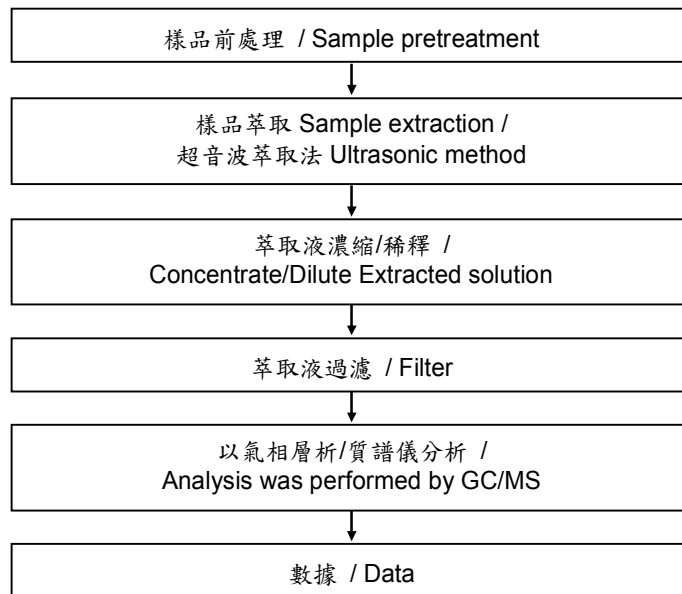 樣品前處理 / Sample pretreatment
樣品萃取 Sample extraction /
超音波萃取法 Ultrasonic method
萃取液濃縮/稀釋 /
Concentrate/Dilute Extracted solution
萃取液過濾 / Filter
以氣相層析/質譜儀分析 /
Analysis was performed by GC/MS
數據 / Data